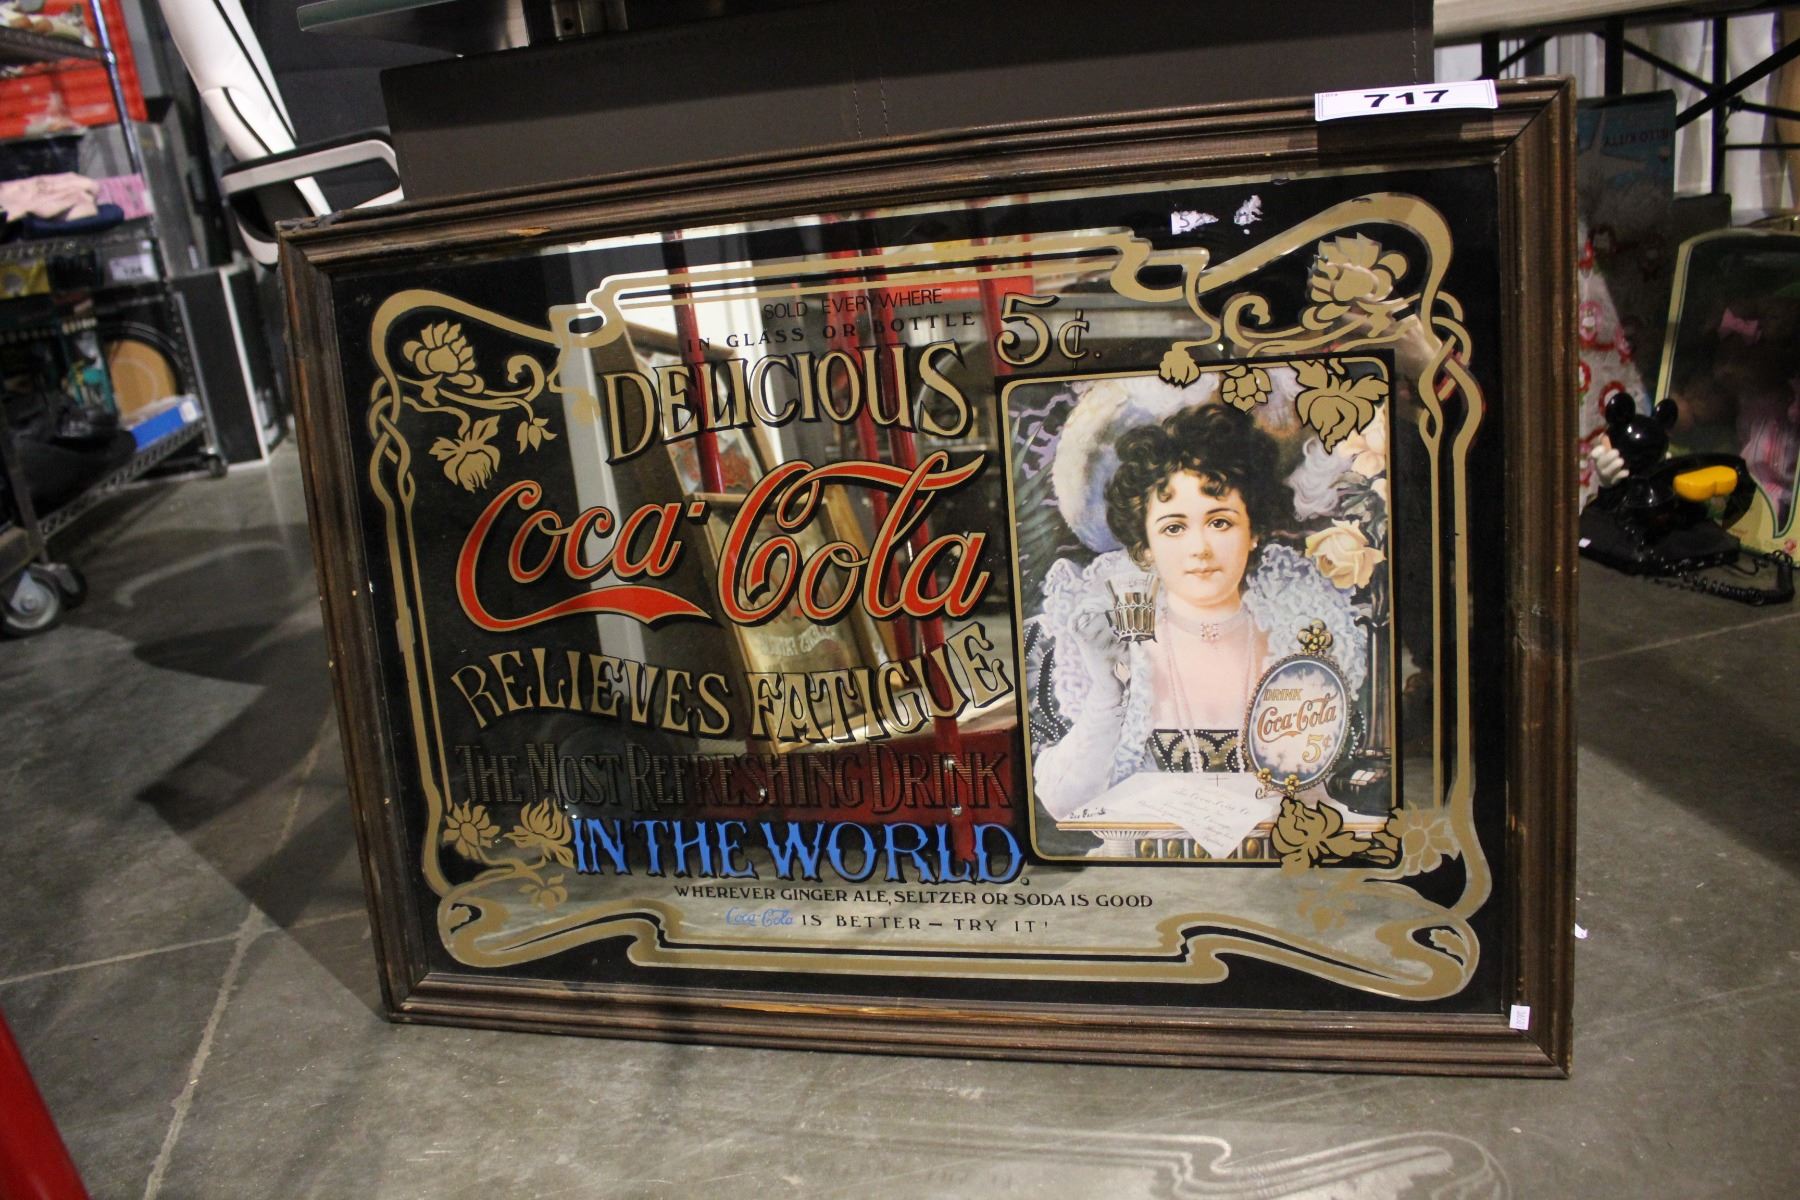 717
SOLD EVERYWHERE
IN GLASS OR BOTTLE
5¢.
DELICIOUS
Coca-Cola
RELIEVES FATIGUE
THE MOST REFRESHING DRINK
IN THE WORLD.
WHEREVER GINGER ALE, SELTZER OR SODA IS GOOD
Coca-Cola IS BETTER — TRY IT!
DRINK
Coca-Cola
5¢
HELLO KITTY